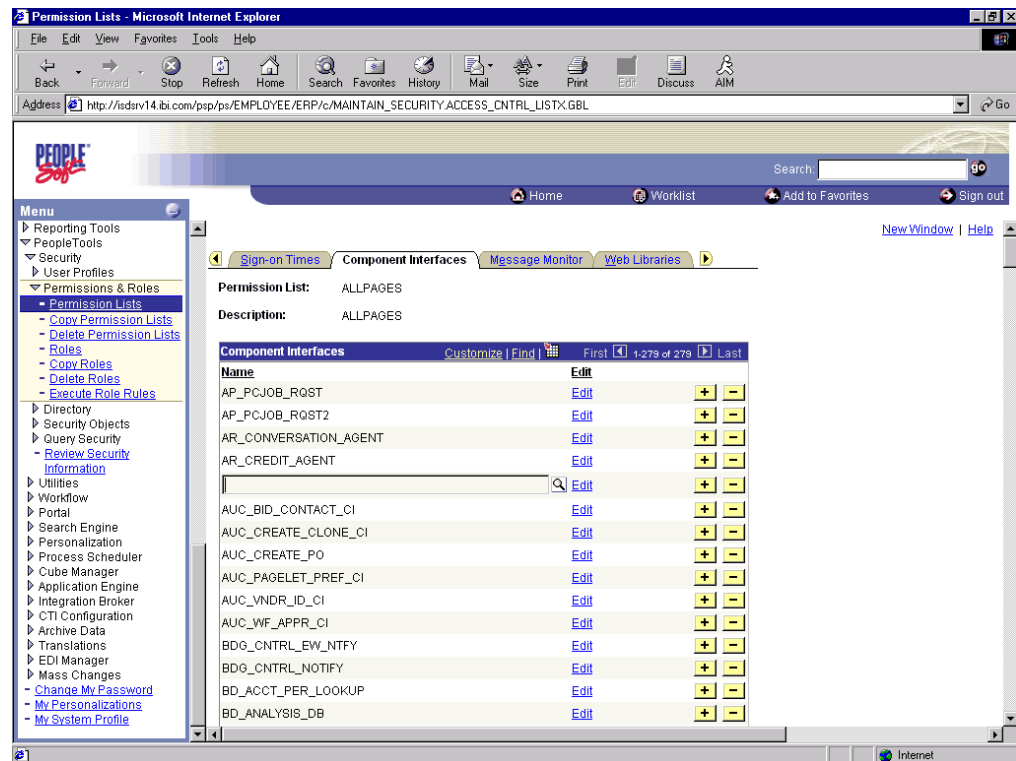 Permission Lists - Microsoft Internet Explorer
File Edit View Favorites Tools Help
Back Forward Stop Refresh Home Search Favorites History Mail Size Print Edit Discuss AIM
Address http://isdsrv14.ibi.com/psp/ps/EMPLOYEE/ERP/c/MAINTAIN_SECURITY.ACCESS_CNTRL_LISTX.GBL Go
PEOPLE
Soft
Search: go
Home Worklist Add to Favorites Sign out
Menu
Reporting Tools
PeopleTools
Security
User Profiles
Permissions & Roles
- Permission Lists
- Copy Permission Lists
- Delete Permission Lists
- Roles
- Copy Roles
- Delete Roles
- Execute Role Rules
Directory
Security Objects
Query Security
- Review Security
Information
Utilities
Workflow
Portal
Search Engine
Personalization
Process Scheduler
Cube Manager
Application Engine
Integration Broker
CTI Configuration
Archive Data
Translations
EDI Manager
Mass Changes
- Change My Password
- My Personalizations
- My System Profile
New Window | Help
Sign-on Times Component Interfaces Message Monitor Web Libraries
Permission List: ALLPAGES
Description: ALLPAGES
Component Interfaces Customize | Find | First 1-279 of 279 Last
Name Edit
AP_PCJOB_RQST Edit + -
AP_PCJOB_RQST2 Edit + -
AR_CONVERSATION_AGENT Edit + -
AR_CREDIT_AGENT Edit + -
Edit + -
AUC_BID_CONTACT_CI Edit + -
AUC_CREATE_CLONE_CI Edit + -
AUC_CREATE_PO Edit + -
AUC_PAGELET_PREF_CI Edit + -
AUC_VNDR_ID_CI Edit + -
AUC_WF_APPR_CI Edit + -
BDG_CNTRL_EW_NTFY Edit + -
BDG_CNTRL_NOTIFY Edit + -
BD_ACCT_PER_LOOKUP Edit + -
BD_ANALYSIS_DB Edit + -
Internet